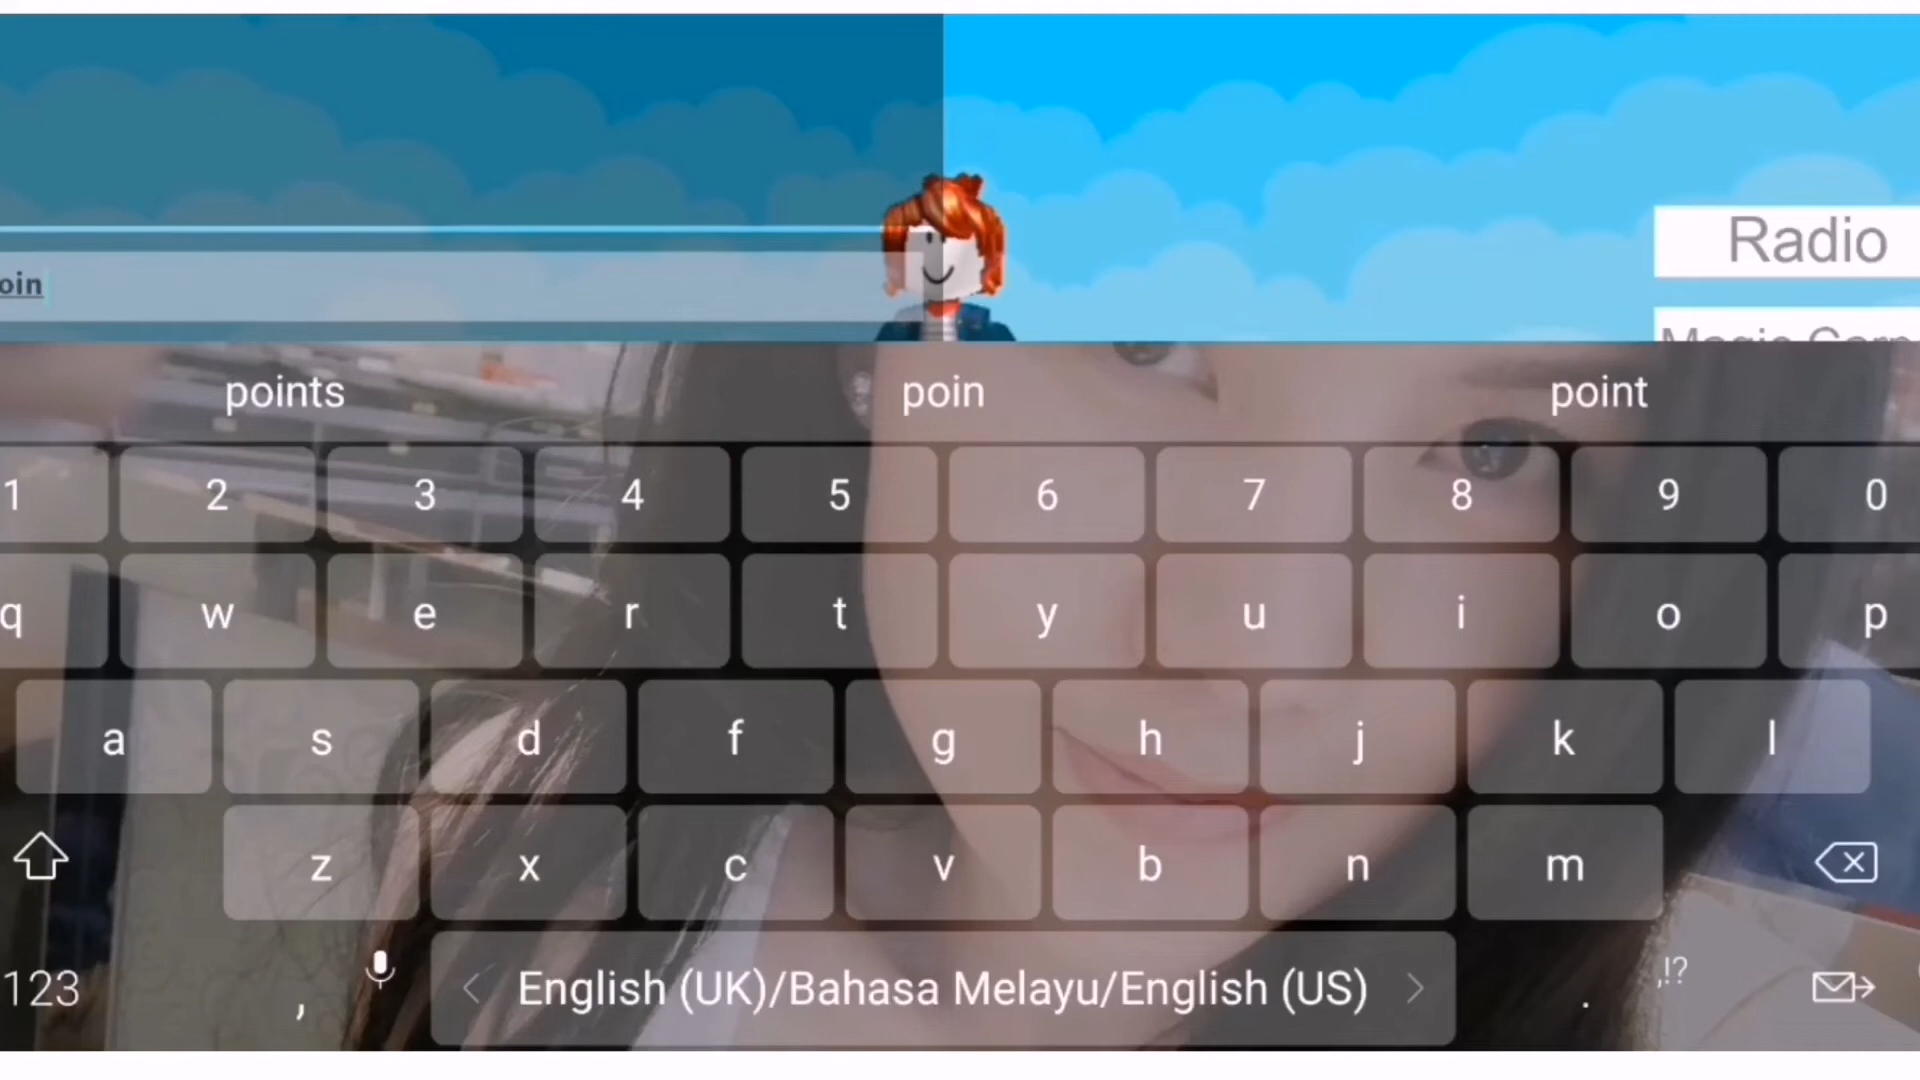 Radio
oin
points poin point
1 2 3 4 5 6 7 8 9 0
q w e r t y u i o p
a s d f g h j k l
z x c v b n m
123 , English (UK)/Bahasa Melayu/English (US) . ,!?